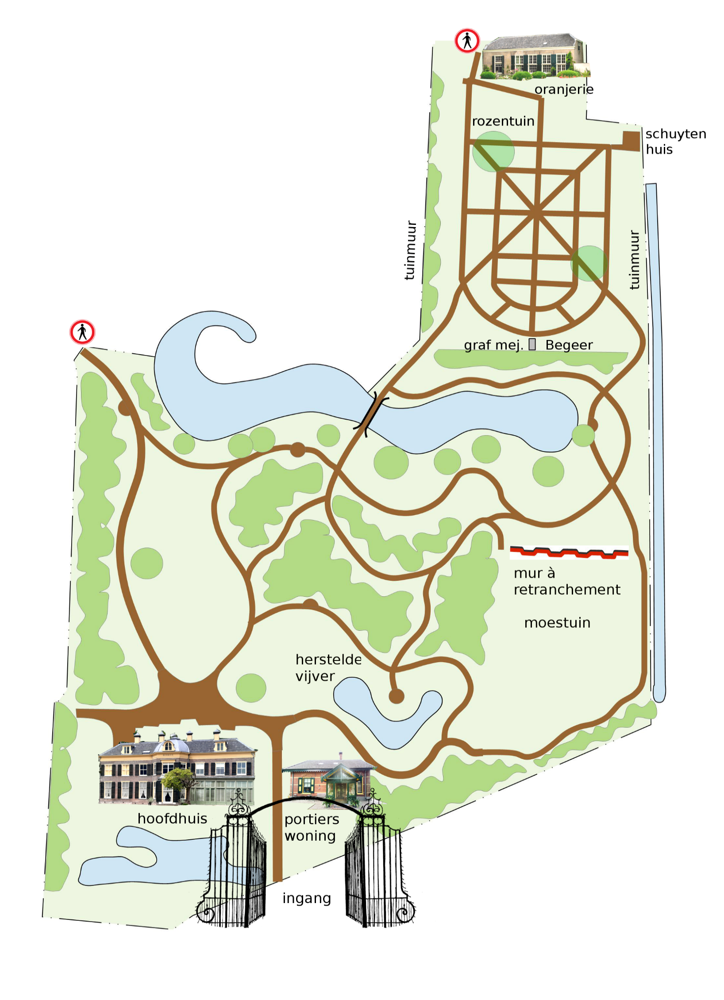 oranjerie
rozentuin
schuyten
huis
tuinmuur
tuinmuur
graf mej. Begeer
mur à
retranchement
moestuin
herstelde
vijver
hoofdhuis
portiers
woning
ingang